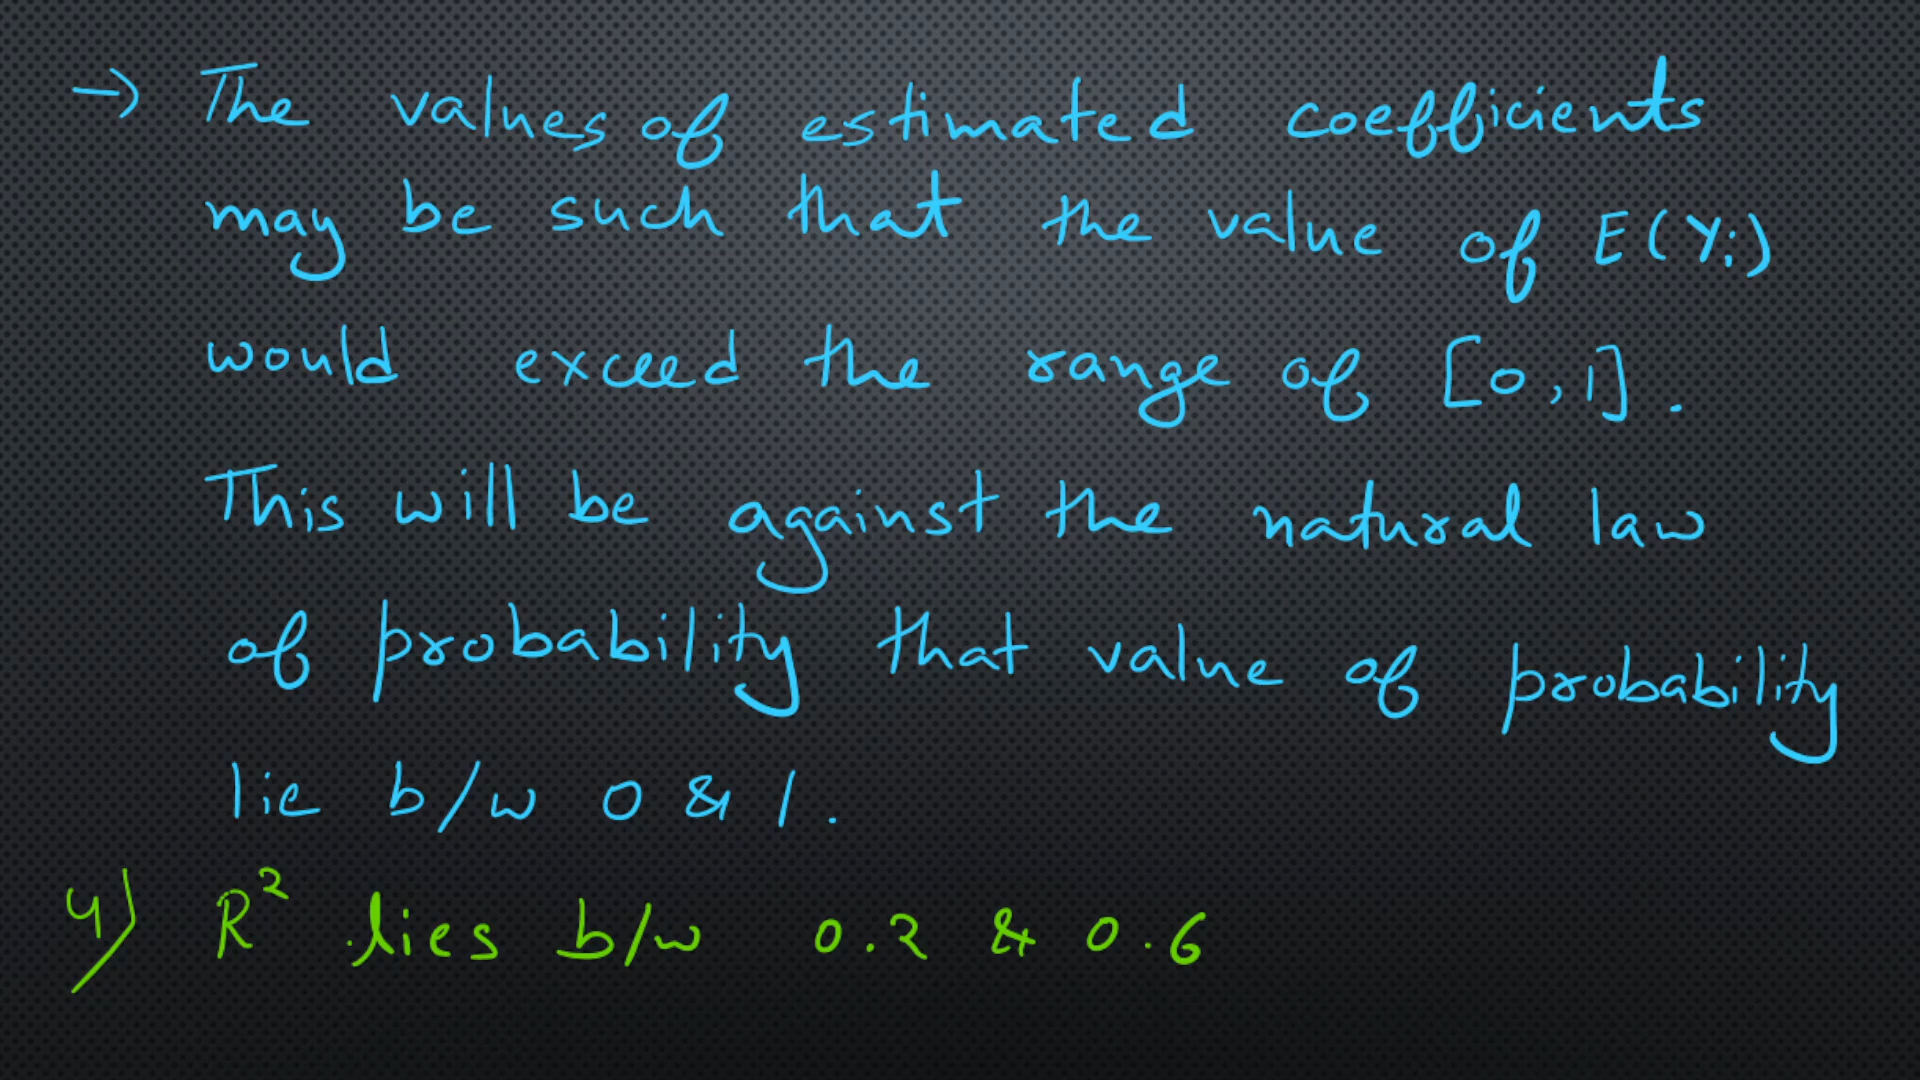 → The values of estimated coefficients
may be such that the value of E(Yi)
would exceed the range of [0,1].
This will be against the natural law
of probability that value of probability
lie b/w 0 & 1.
4) R² lies b/w 0.2 & 0.6